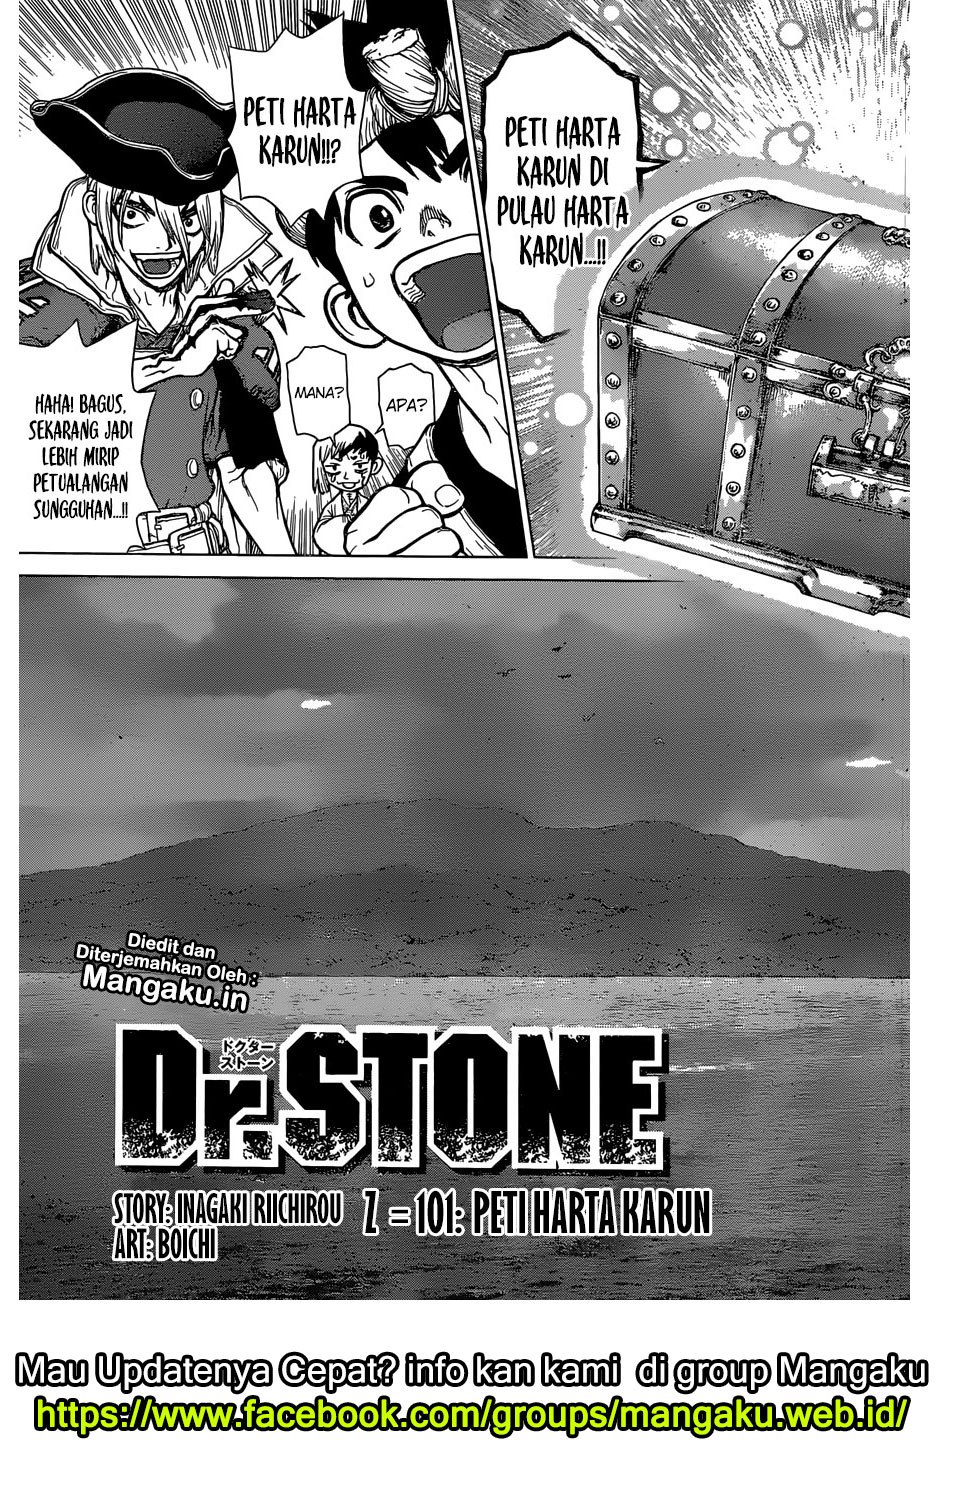 PETI HARTA
KARUN DI
PULAU HARTA
KARUN...!!
PETI HARTA
KARUN!!?
MANA?
APA?
HAHA! BAGUS,
SEKARANG JADI
LEBIH MIRIP
PETUALANGAN
SUNGGUHAN...!!
Diedit dan
Diterjemahkan Oleh :
Mangaku.in
Dr.STONE
ドクター
ストーン
STORY: INAGAKI RIICHIROU
ART: BOICHI
Z = 101: PETI HARTA KARUN
Mau Updatenya Cepat? info kan kami di group Mangaku
https://www.facebook.com/groups/mangaku.web.id/